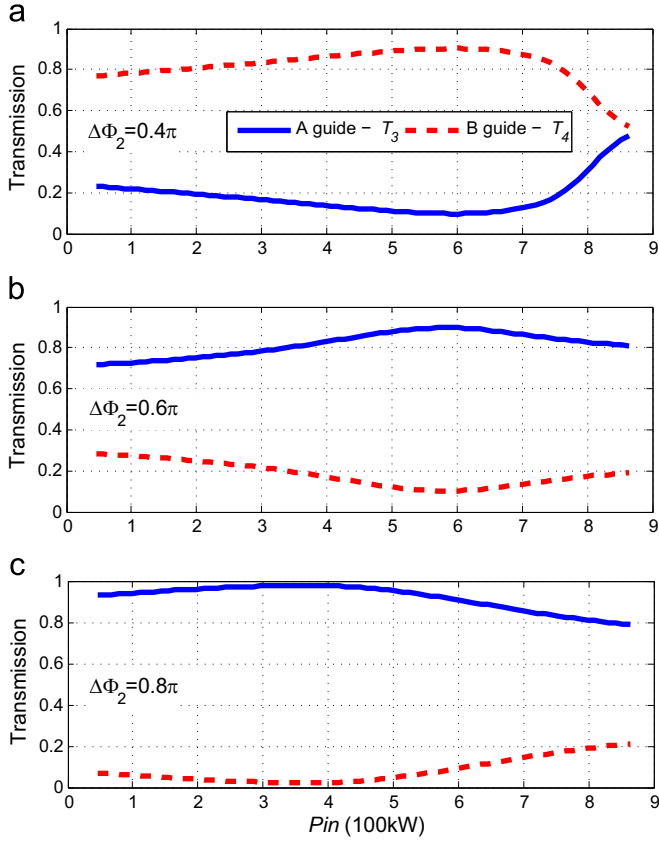 a
1
0.8
0.6
0.4
0.2
0
Transmission
ΔΦ2=0.4π
A guide − T3 B guide − T4
0 1 2 3 4 5 6 7 8 9
b
1
0.8
0.6
0.4
0.2
0
Transmission
ΔΦ2=0.6π
0 1 2 3 4 5 6 7 8 9
c
1
0.8
0.6
0.4
0.2
0
Transmission
ΔΦ2=0.8π
0 1 2 3 4 5 6 7 8 9
Pin (100kW)